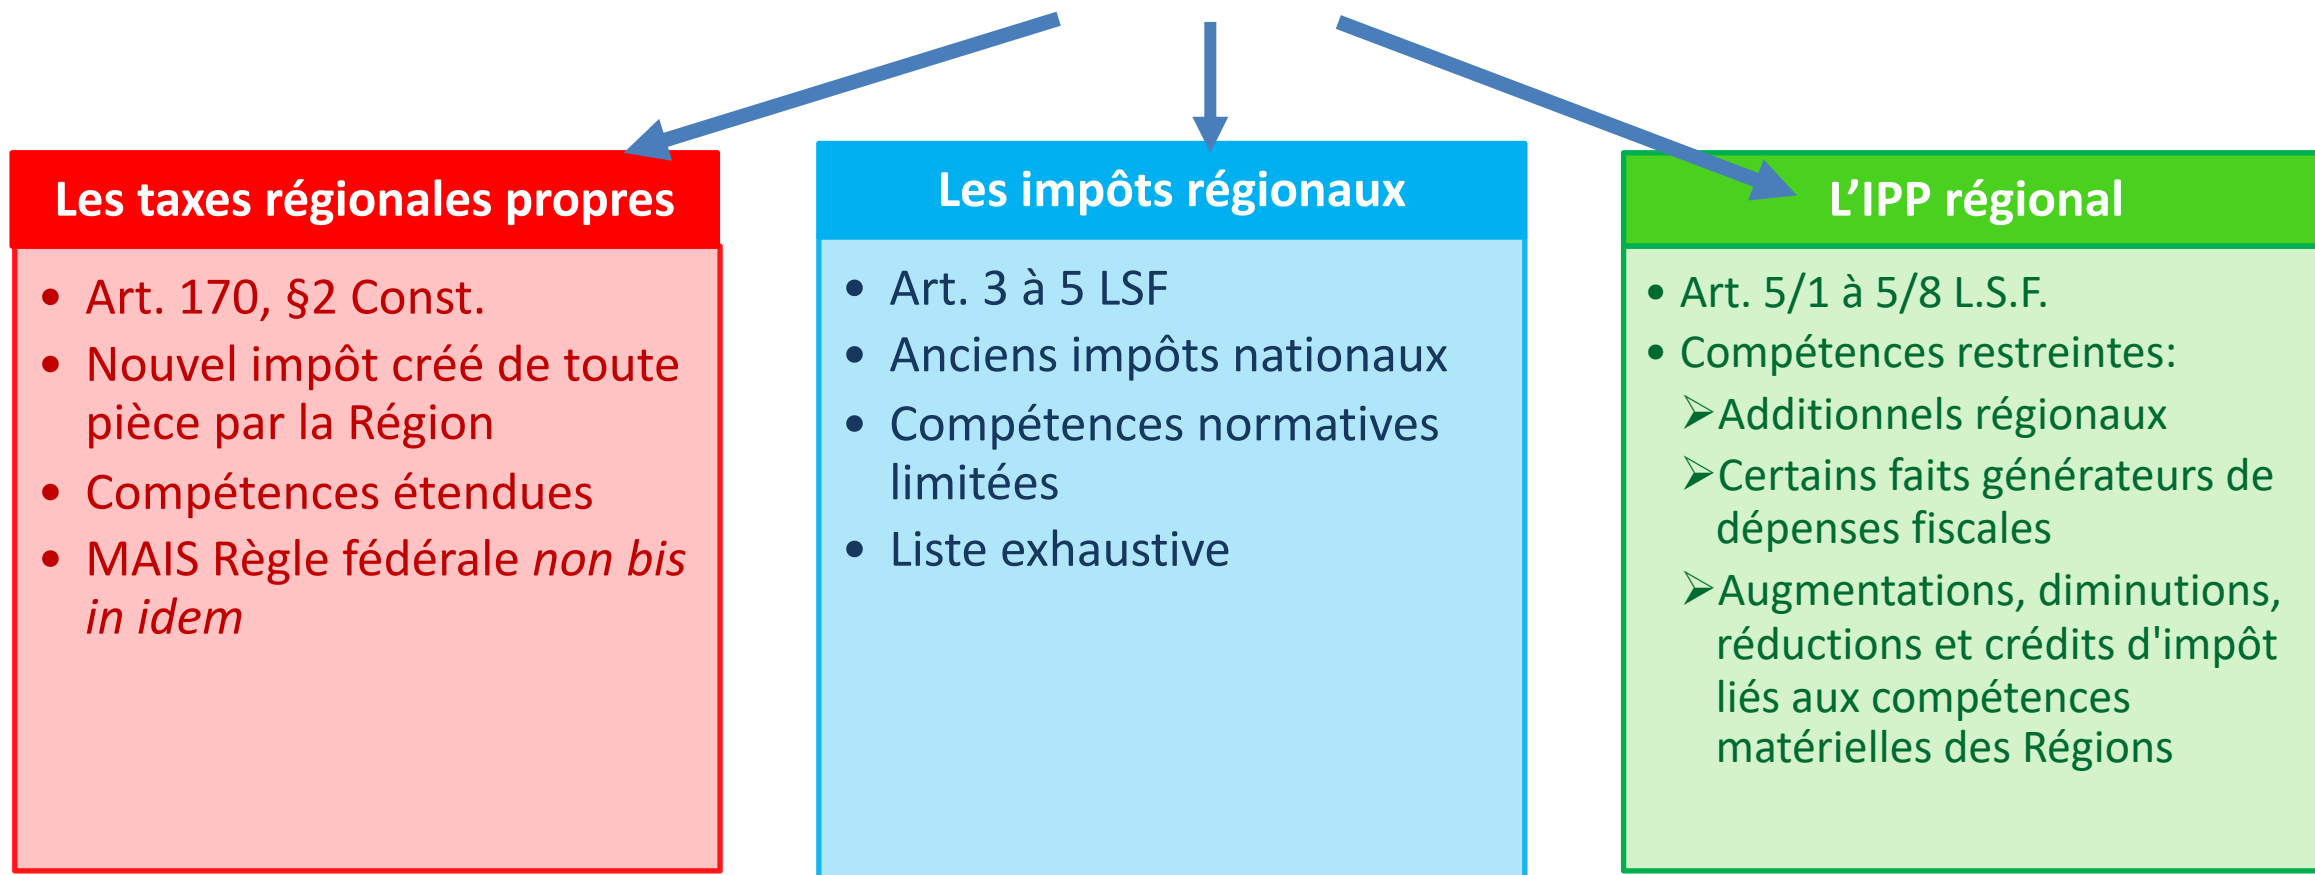 Les taxes régionales propres
• Art. 170, §2 Const.
• Nouvel impôt créé de toute
pièce par la Région
• Compétences étendues
• MAIS Règle fédérale non bis
in idem
Les impôts régionaux
• Art. 3 à 5 LSF
• Anciens impôts nationaux
• Compétences normatives
limitées
• Liste exhaustive
L’IPP régional
• Art. 5/1 à 5/8 L.S.F.
• Compétences restreintes:
➢Additionnels régionaux
➢Certains faits générateurs de
dépenses fiscales
➢Augmentations, diminutions,
réductions et crédits d'impôt
liés aux compétences
matérielles des Régions